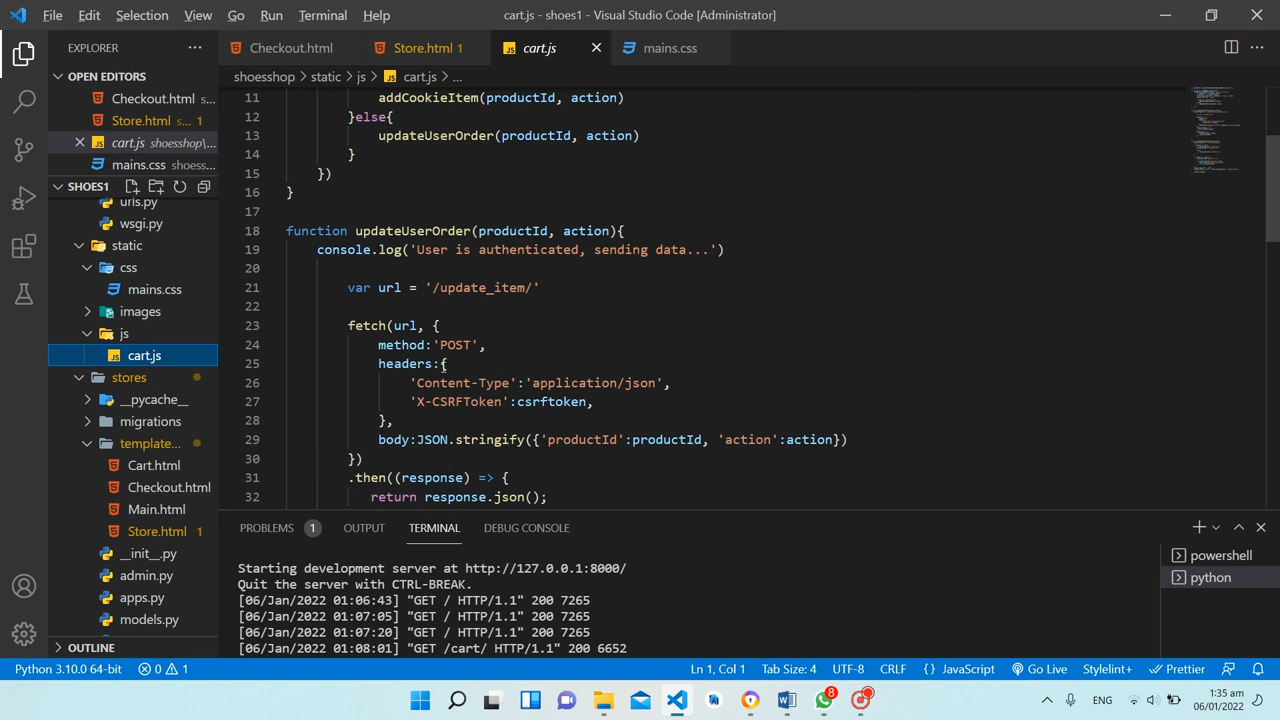 File Edit Selection View Go Run Terminal Help cart.js - shoes1 - Visual Studio Code [Administrator]
EXPLORER
Checkout.html
Store.html 1
cart.js
mains.css
OPEN EDITORS
Checkout.html s...
Store.html s... 1
cart.js shoesshop\...
mains.css shoess...
SHOES1
urls.py
wsgi.py
static
css
mains.css
images
js
cart.js
stores
__pycache__
migrations
template...
Cart.html
Checkout.html
Main.html
Store.html 1
__init__.py
admin.py
apps.py
models.py
OUTLINE
shoesshop > static > js > cart.js > ...
11 addCookieItem(productId, action)
12 }else{
13 updateUserOrder(productId, action)
14 }
15 })
16 }
17
18 function updateUserOrder(productId, action){
19 console.log('User is authenticated, sending data...')
20
21 var url = '/update_item/'
22
23 fetch(url, {
24 method:'POST',
25 headers:{
26 'Content-Type':'application/json',
27 'X-CSRFToken':csrftoken,
28 },
29 body:JSON.stringify({'productId':productId, 'action':action})
30 })
31 .then((response) => {
32 return response.json();
PROBLEMS 1 OUTPUT TERMINAL DEBUG CONSOLE
Starting development server at http://127.0.0.1:8000/
Quit the server with CTRL-BREAK.
[06/Jan/2022 01:06:43] "GET / HTTP/1.1" 200 7265
[06/Jan/2022 01:07:05] "GET / HTTP/1.1" 200 7265
[06/Jan/2022 01:07:20] "GET / HTTP/1.1" 200 7265
[06/Jan/2022 01:08:01] "GET /cart/ HTTP/1.1" 200 6652
powershell
python
Python 3.10.0 64-bit 0 1 Ln 1, Col 1 Tab Size: 4 UTF-8 CRLF {} JavaScript Go Live Stylelint+ Prettier
8
ENG
1:35 am
06/01/2022